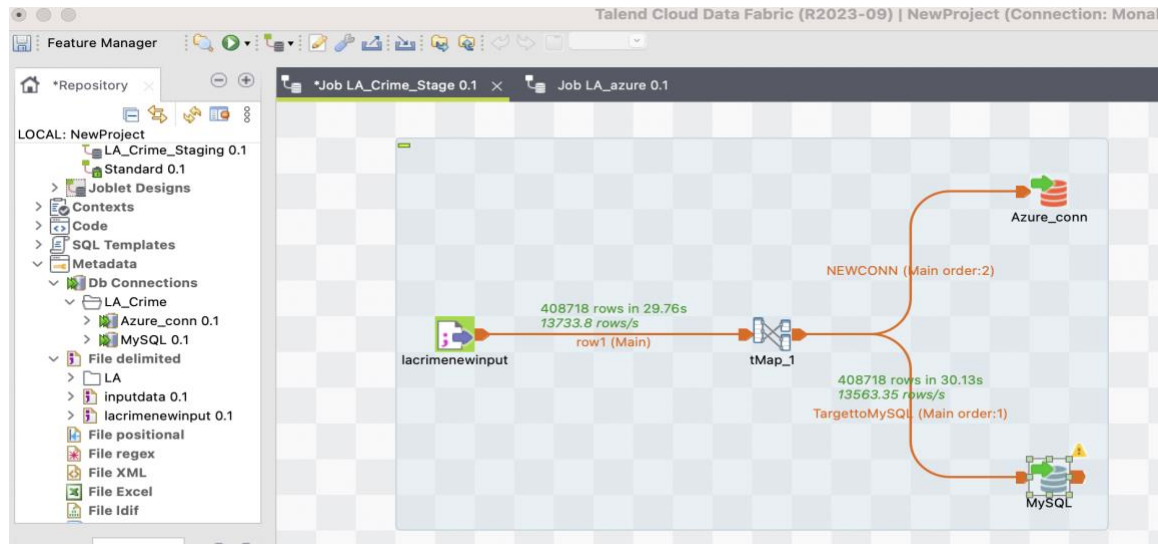 Talend Cloud Data Fabric (R2023-09) | NewProject (Connection: Monal
Feature Manager
*Repository
LOCAL: NewProject
LA_Crime_Staging 0.1
Standard 0.1
Joblet Designs
Contexts
Code
SQL Templates
Metadata
Db Connections
LA_Crime
Azure_conn 0.1
MySQL 0.1
File delimited
LA
inputdata 0.1
lacrimenewinput 0.1
File positional
File regex
File XML
File Excel
File ldif
*Job LA_Crime_Stage 0.1
Job LA_azure 0.1
Azure_conn
NEWCONN (Main order:2)
408718 rows in 29.76s
13733.8 rows/s
row1 (Main)
lacrimenewinput
tMap_1
408718 rows in 30.13s
13563.35 rows/s
TargettoMySQL (Main order:1)
MySQL